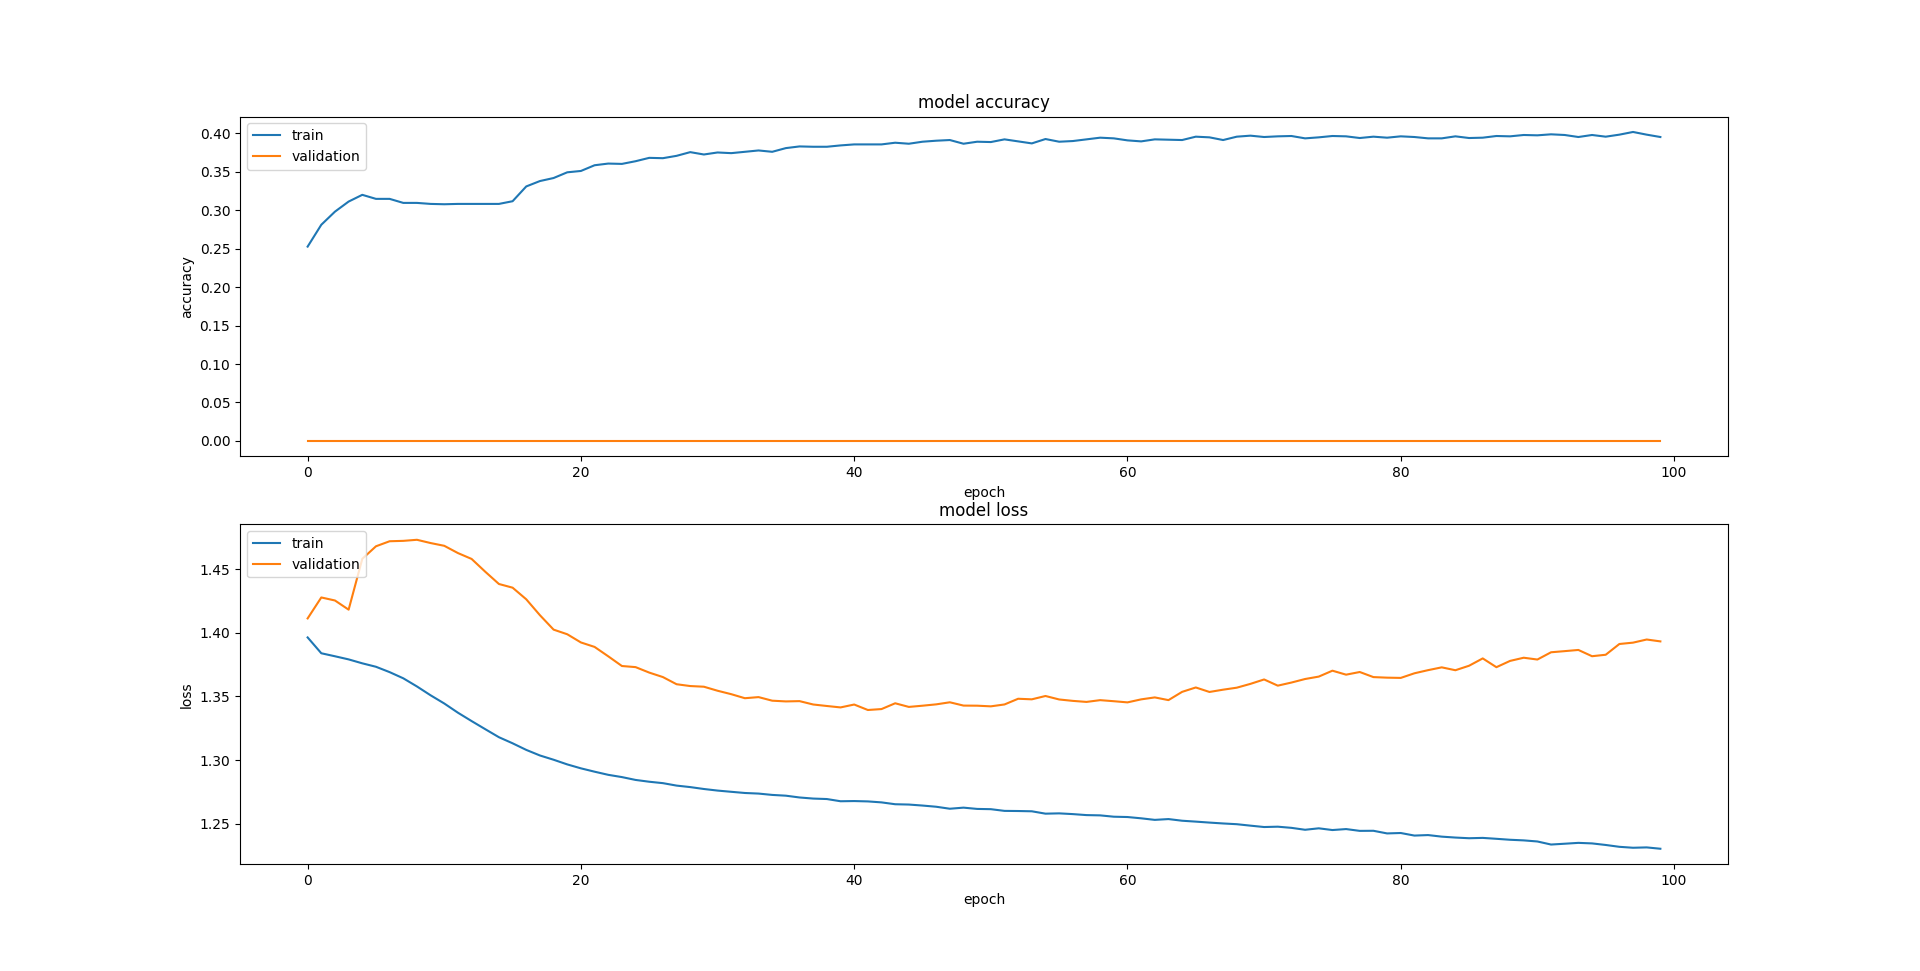 model accuracy
train
validation
0.40
0.35
0.30
0.25
0.20
0.15
0.10
0.05
0.00
accuracy
0 20 40 60 80 100
epoch
model loss
train
validation
1.45
1.40
1.35
1.30
1.25
loss
0 20 40 60 80 100
epoch